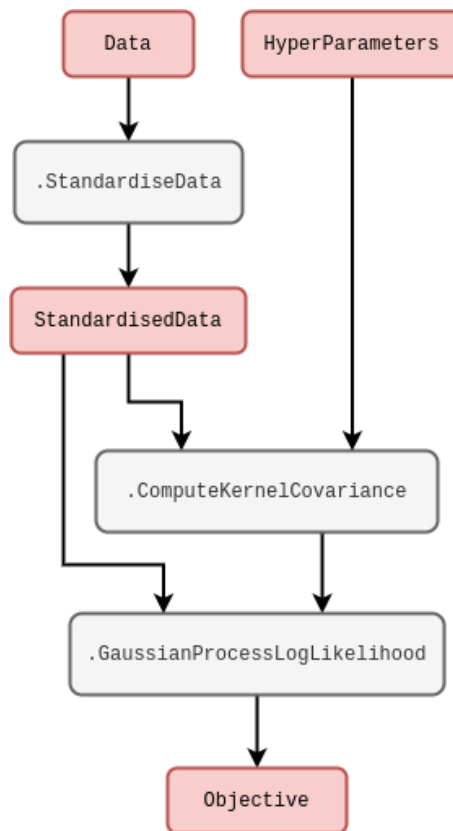 Data
HyperParameters
.StandardiseData
StandardisedData
.ComputeKernelCovariance
.GaussianProcessLogLikelihood
Objective